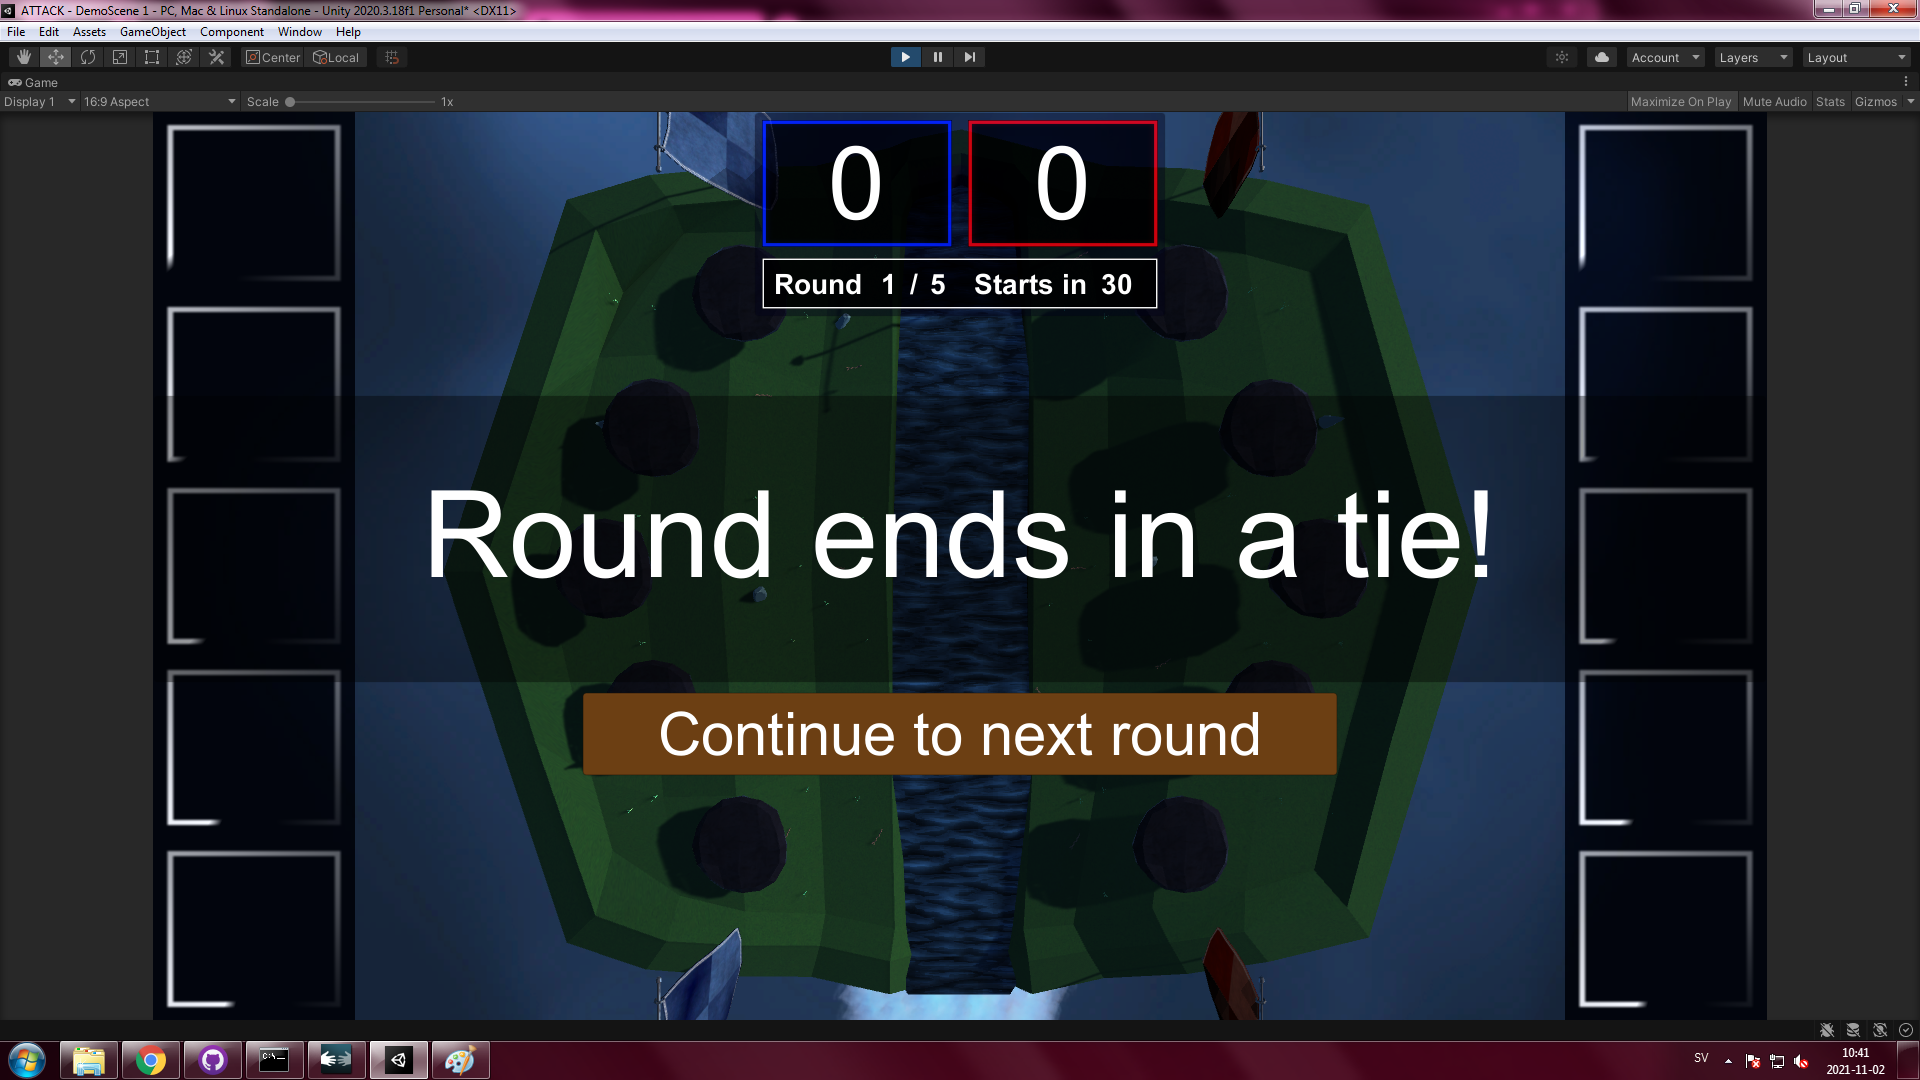 ATTACK - DemoScene 1 - PC, Mac & Linux Standalone - Unity 2020.3.18f1 Personal* <DX11>
File Edit Assets GameObject Component Window Help
Center Local Account Layers Layout
Game
Display 1 16:9 Aspect Scale 1x Maximize On Play Mute Audio Stats Gizmos
0 0
Round 1 / 5 Starts in 30
Round ends in a tie!
Continue to next round
SV
10:41
2021-11-02